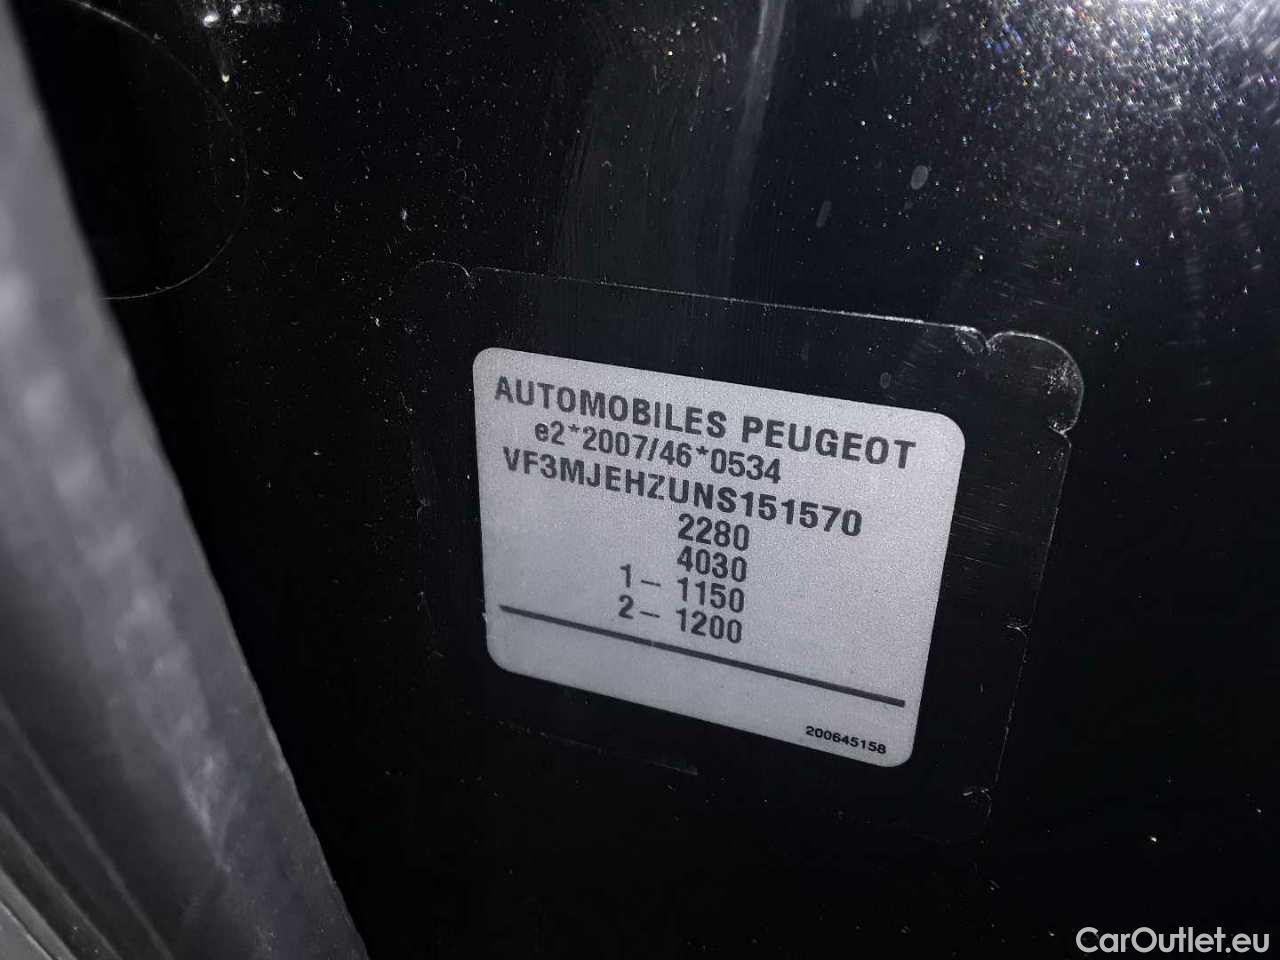 AUTOMOBILES PEUGEOT
e2*2007/46*0534
VF3MJEHZUNS151570
2280
4030
1– 1150
2– 1200
200645158
CarOutlet.eu